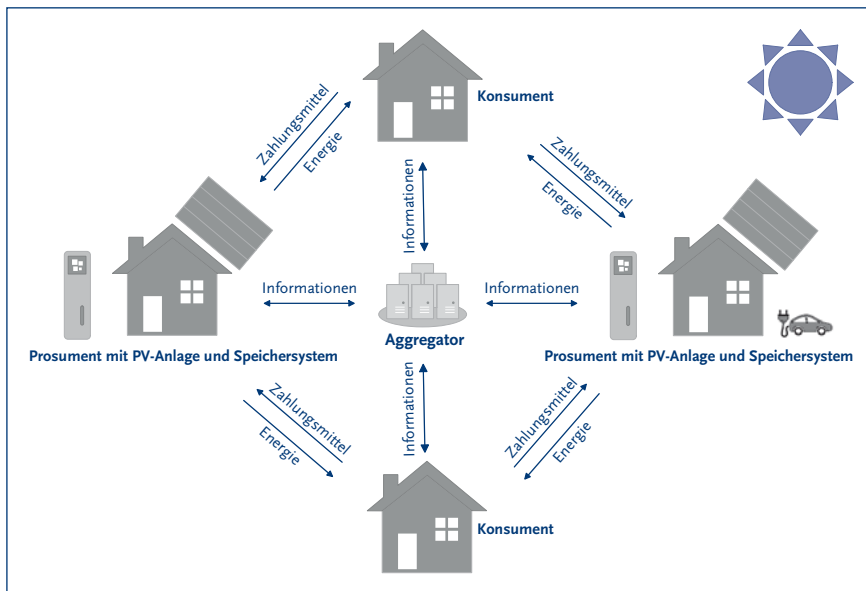 Konsument
Zahlungsmittel
Energie
Informationen
Zahlungsmittel
Energie
Informationen
Informationen
Aggregator
Prosument mit PV-Anlage und Speichersystem
Prosument mit PV-Anlage und Speichersystem
Zahlungsmittel
Energie
Informationen
Zahlungsmittel
Energie
Konsument